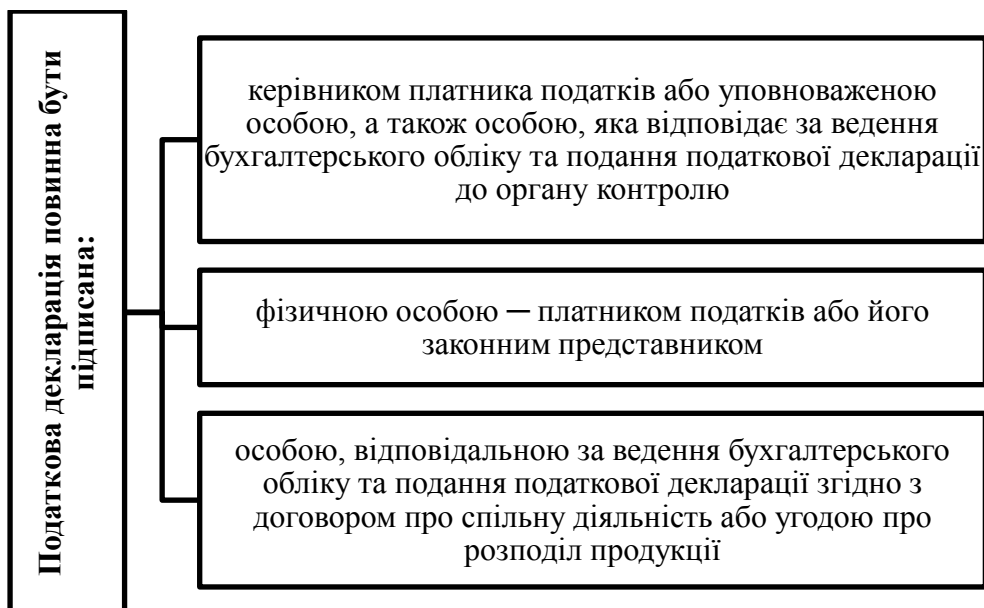 Податкова декларація повинна бути
підписана:
керівником платника податків або уповноваженою
особою, а також особою, яка відповідає за ведення
бухгалтерського обліку та подання податкової декларації
до органу контролю
фізичною особою — платником податків або його
законним представником
особою, відповідальною за ведення бухгалтерського
обліку та подання податкової декларації згідно з
договором про спільну діяльність або угодою про
розподіл продукції